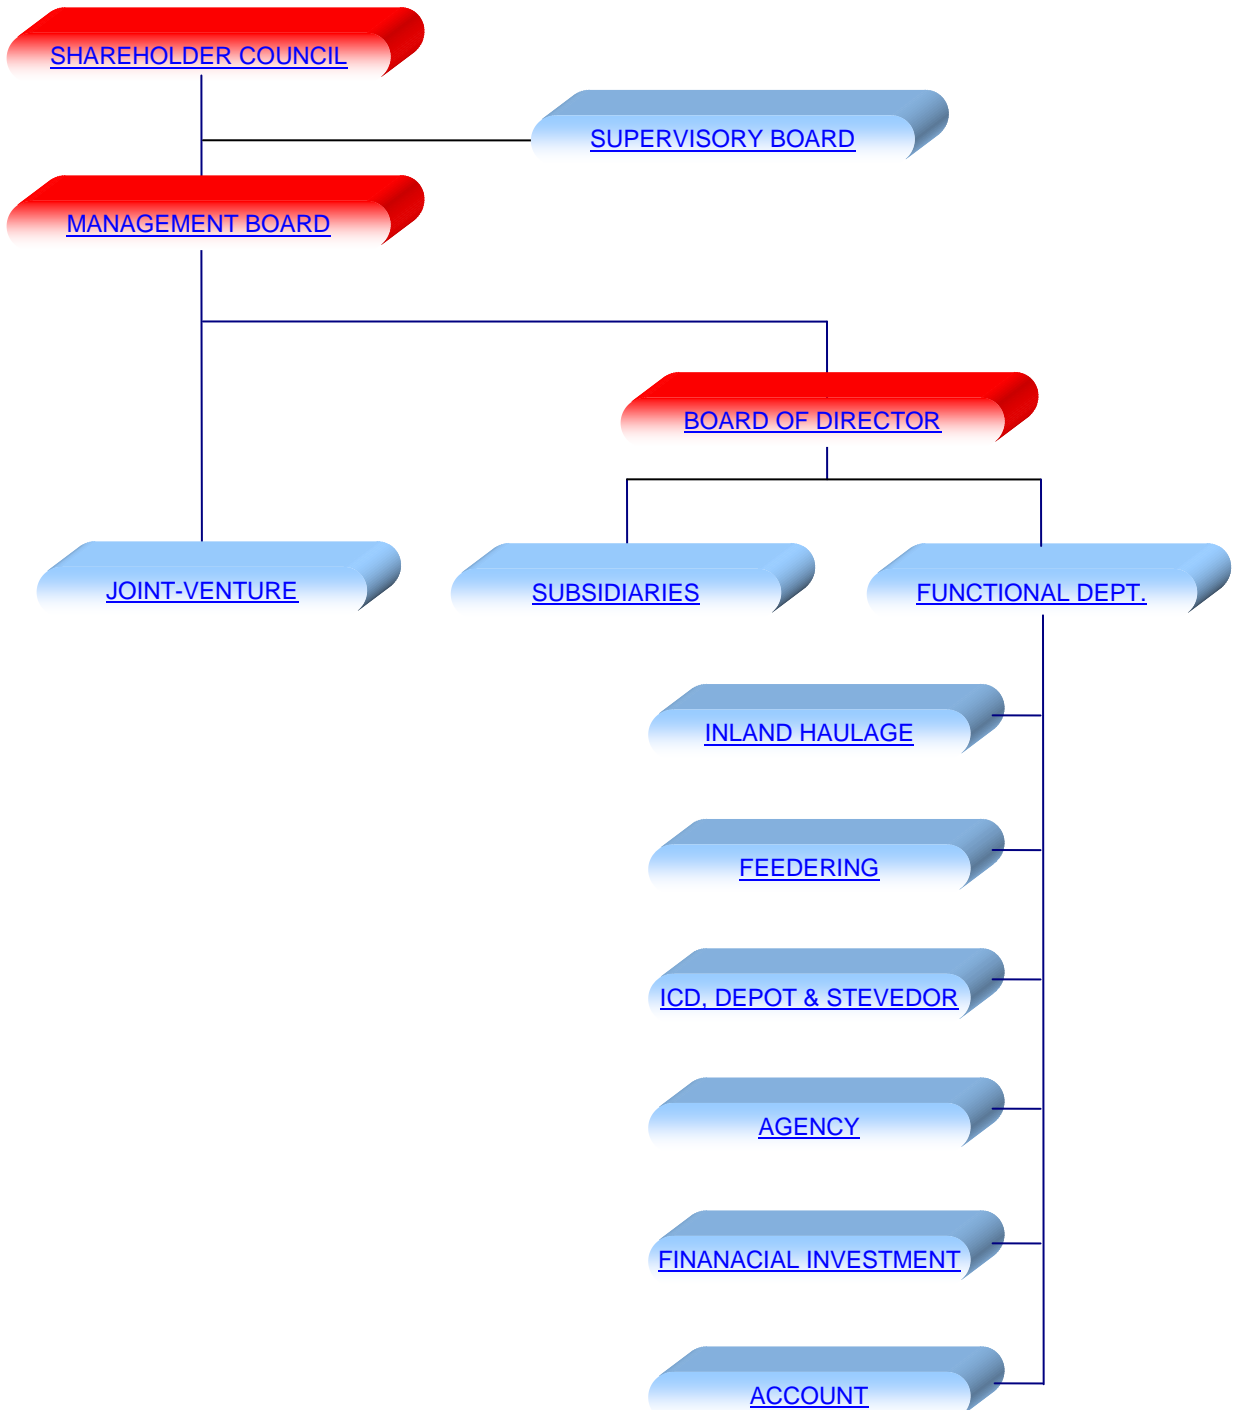 SHAREHOLDER COUNCIL
SUPERVISORY BOARD
MANAGEMENT BOARD
BOARD OF DIRECTOR
JOINT-VENTURE
SUBSIDIARIES
FUNCTIONAL DEPT.
INLAND HAULAGE
FEEDERING
ICD, DEPOT & STEVEDOR
AGENCY
FINANACIAL INVESTMENT
ACCOUNT